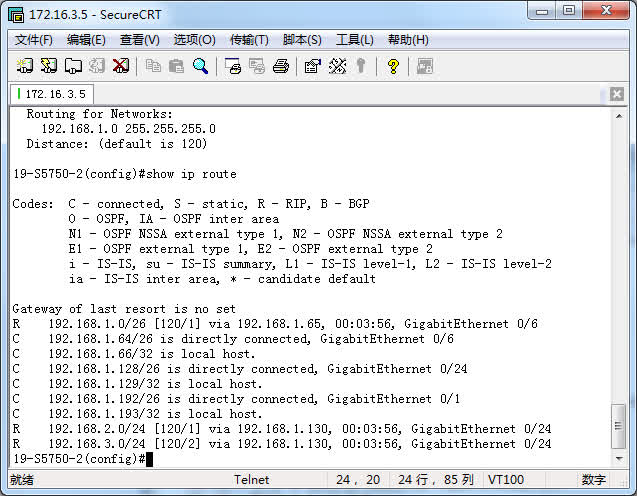 172.16.3.5 - SecureCRT
文件(F) 编辑(E) 查看(V) 选项(O) 传输(T) 脚本(S) 工具(L) 帮助(H)
172.16.3.5
Routing for Networks:
192.168.1.0 255.255.255.0
Distance: (default is 120)
19-S5750-2(config)#show ip route
Codes: C - connected, S - static, R - RIP, B - BGP
O - OSPF, IA - OSPF inter area
N1 - OSPF NSSA external type 1, N2 - OSPF NSSA external type 2
E1 - OSPF external type 1, E2 - OSPF external type 2
i - IS-IS, su - IS-IS summary, L1 - IS-IS level-1, L2 - IS-IS level-2
ia - IS-IS inter area, * - candidate default
Gateway of last resort is no set
R 192.168.1.0/26 [120/1] via 192.168.1.65, 00:03:56, GigabitEthernet 0/6
C 192.168.1.64/26 is directly connected, GigabitEthernet 0/6
C 192.168.1.66/32 is local host.
C 192.168.1.128/26 is directly connected, GigabitEthernet 0/24
C 192.168.1.129/32 is local host.
C 192.168.1.192/26 is directly connected, GigabitEthernet 0/1
C 192.168.1.193/32 is local host.
R 192.168.2.0/24 [120/1] via 192.168.1.130, 00:03:56, GigabitEthernet 0/24
R 192.168.3.0/24 [120/2] via 192.168.1.130, 00:03:56, GigabitEthernet 0/24
19-S5750-2(config)#
就绪 Telnet 24, 20 24 行, 85 列 VT100 数字